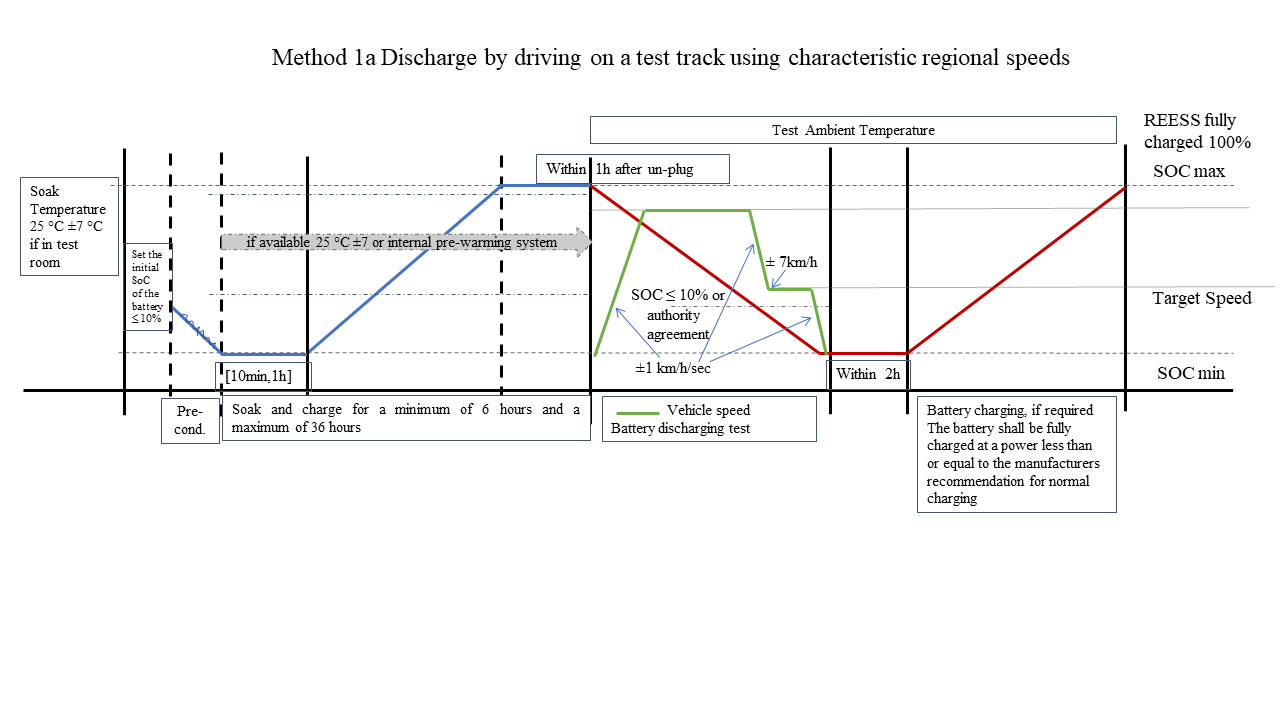 Method 1a Discharge by driving on a test track using characteristic regional speeds
REESS fully
charged 100%
Test Ambient Temperature
SOC max
Within 1h after un-plug
Soak
Temperature
25 °C ±7 °C
if in test
room
if available 25 °C ±7 or internal pre-warming system
Set the
initial
SoC
of the
battery
≤ 10%
± 7km/h
SOC ≤ 10% or
authority
agreement
Target Speed
±1 km/h/sec
[10min,1h]
Within 2h
SOC min
Pre-
cond.
Soak and charge for a minimum of 6 hours and a
maximum of 36 hours
Vehicle speed
Battery discharging test
Battery charging, if required
The battery shall be fully
charged at a power less than
or equal to the manufacturers
recommendation for normal
charging